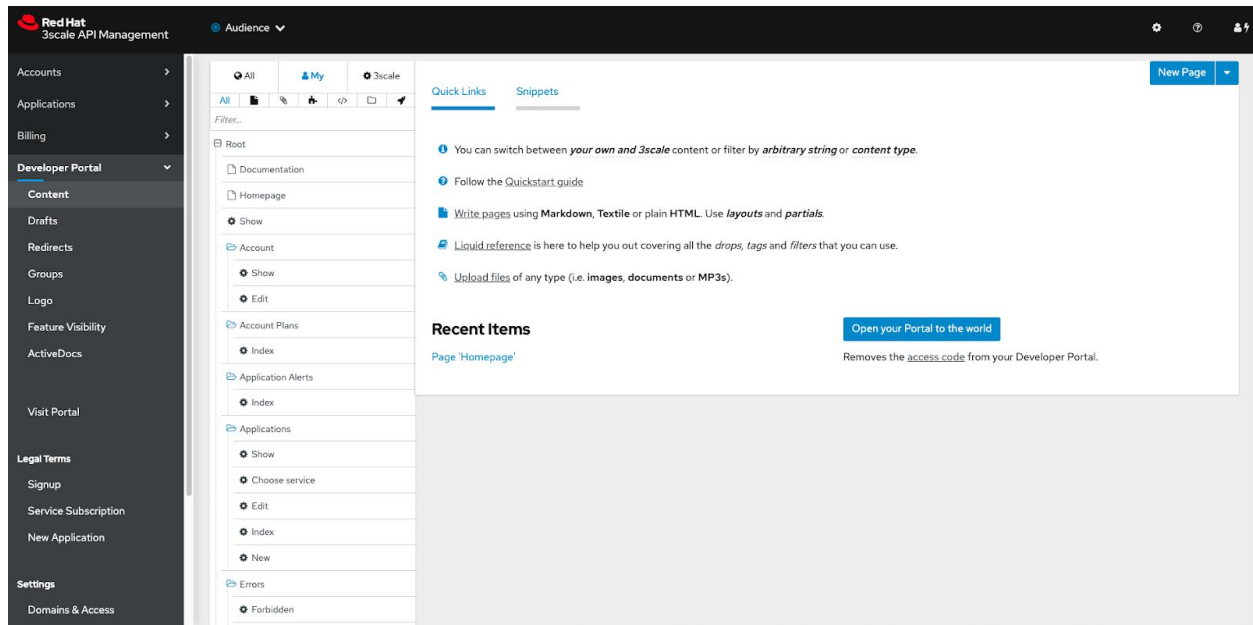 Red Hat
3scale API Management
Audience
Accounts
Applications
Billing
Developer Portal
Content
Drafts
Redirects
Groups
Logo
Feature Visibility
ActiveDocs
Visit Portal
Legal Terms
Signup
Service Subscription
New Application
Settings
Domains & Access
All
My
3scale
All
Filter...
Root
Documentation
Homepage
Show
Account
Show
Edit
Account Plans
Index
Application Alerts
Index
Applications
Show
Choose service
Edit
Index
New
Errors
Forbidden
New Page
Quick Links
Snippets
You can switch between your own and 3scale content or filter by arbitrary string or content type.
Follow the Quickstart guide
Write pages using Markdown, Textile or plain HTML. Use layouts and partials.
Liquid reference is here to help you out covering all the drops, tags and filters that you can use.
Upload files of any type (i.e. images, documents or MP3s).
Recent Items
Page 'Homepage'
Open your Portal to the world
Removes the access code from your Developer Portal.